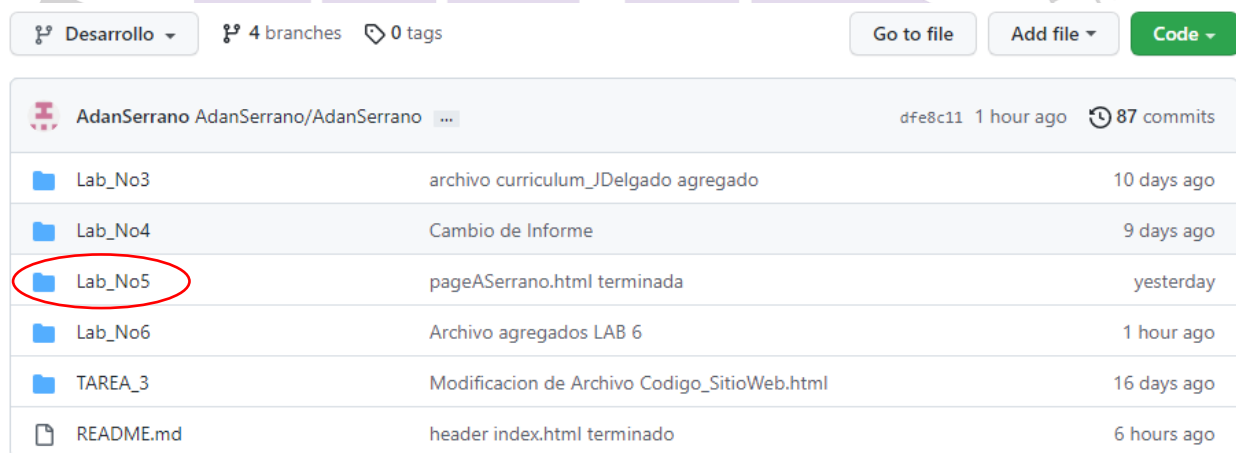 Desarrollo 4 branches 0 tags Go to file Add file Code
AdanSerrano AdanSerrano/AdanSerrano ... dfe8c11 1 hour ago 87 commits
Lab_No3 archivo curriculum_JDelgado agregado 10 days ago
Lab_No4 Cambio de Informe 9 days ago
Lab_No5 pageASerrano.html terminada yesterday
Lab_No6 Archivo agregados LAB 6 1 hour ago
TAREA_3 Modificacion de Archivo Codigo_SitioWeb.html 16 days ago
README.md header index.html terminado 6 hours ago